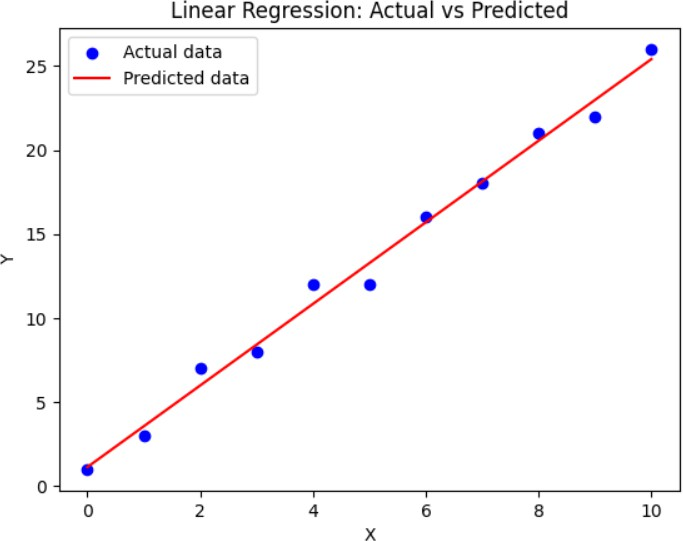 Linear Regression: Actual vs Predicted
Actual data
Predicted data
25
20
15
10
5
0
Y
0 2 4 6 8 10
X